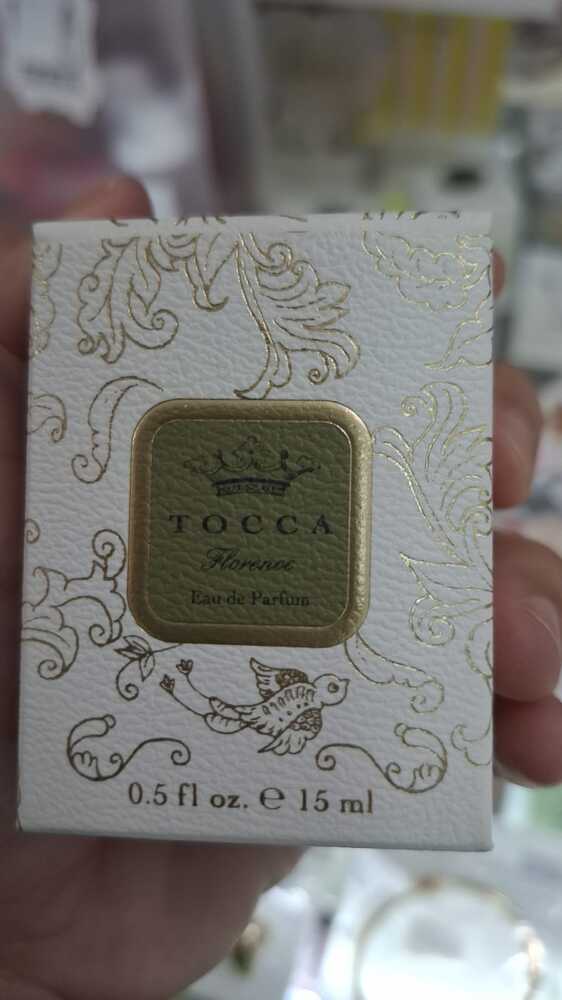 TOCCA
Florence
Eau de Parfum
0.5 fl oz. ℮ 15 ml